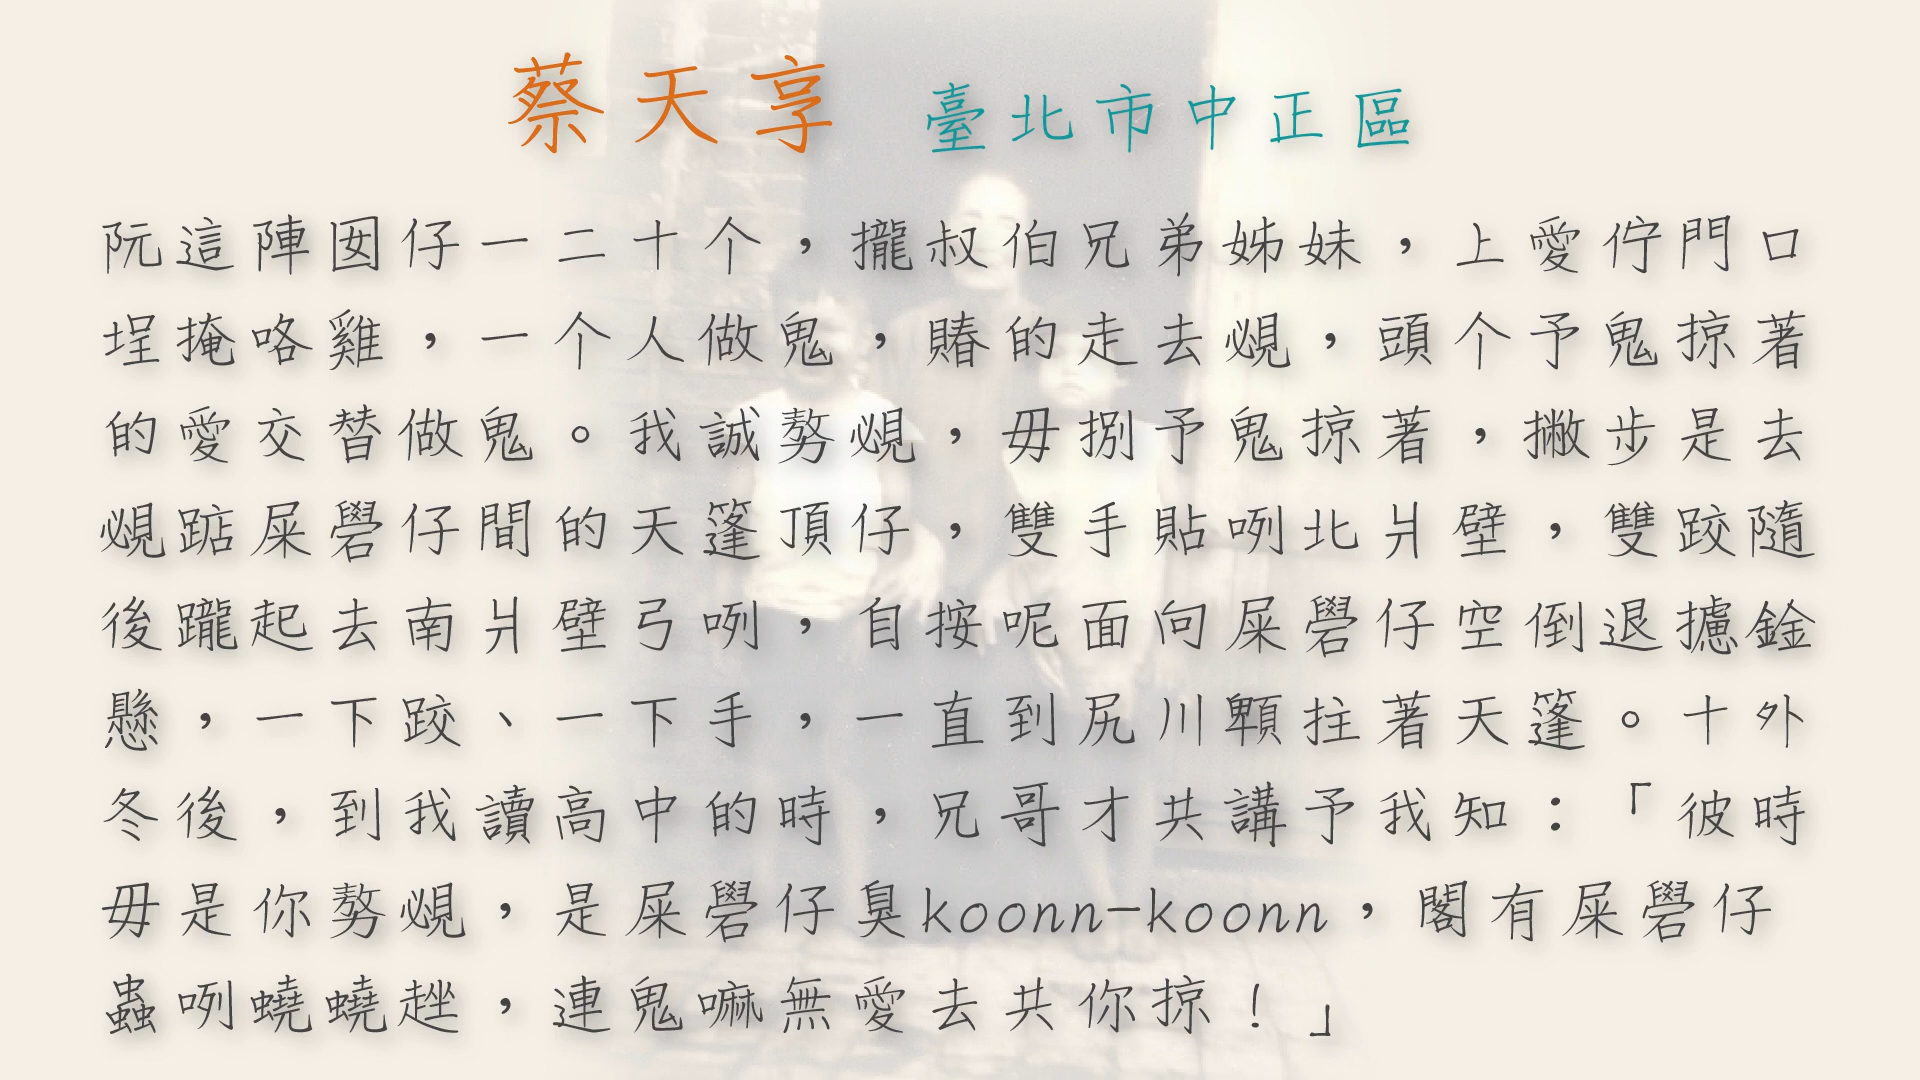 蔡天享 臺北市中正區
阮這陣囡仔一二十个，攏叔伯兄弟姊妹，上愛佇門口
埕掩咯雞，一个人做鬼，賰的走去覕，頭个予鬼掠著
的愛交替做鬼。我誠𠢕覕，毋捌予鬼掠著，撇步是去
覕踮屎礐仔間的天篷頂仔，雙手貼咧北爿壁，雙跤隨
後蹽起去南爿壁弓咧，自按呢面向屎礐仔空倒退攄𨑨
懸，一下跤、一下手，一直到尻川䫌拄著天篷。十外
冬後，到我讀高中的時，兄哥才共講予我知：「彼時
毋是你𠢕覕，是屎礐仔臭koonn-koonn，閣有屎礐仔
蟲咧蟯蟯趖，連鬼嘛無愛去共你掠！」